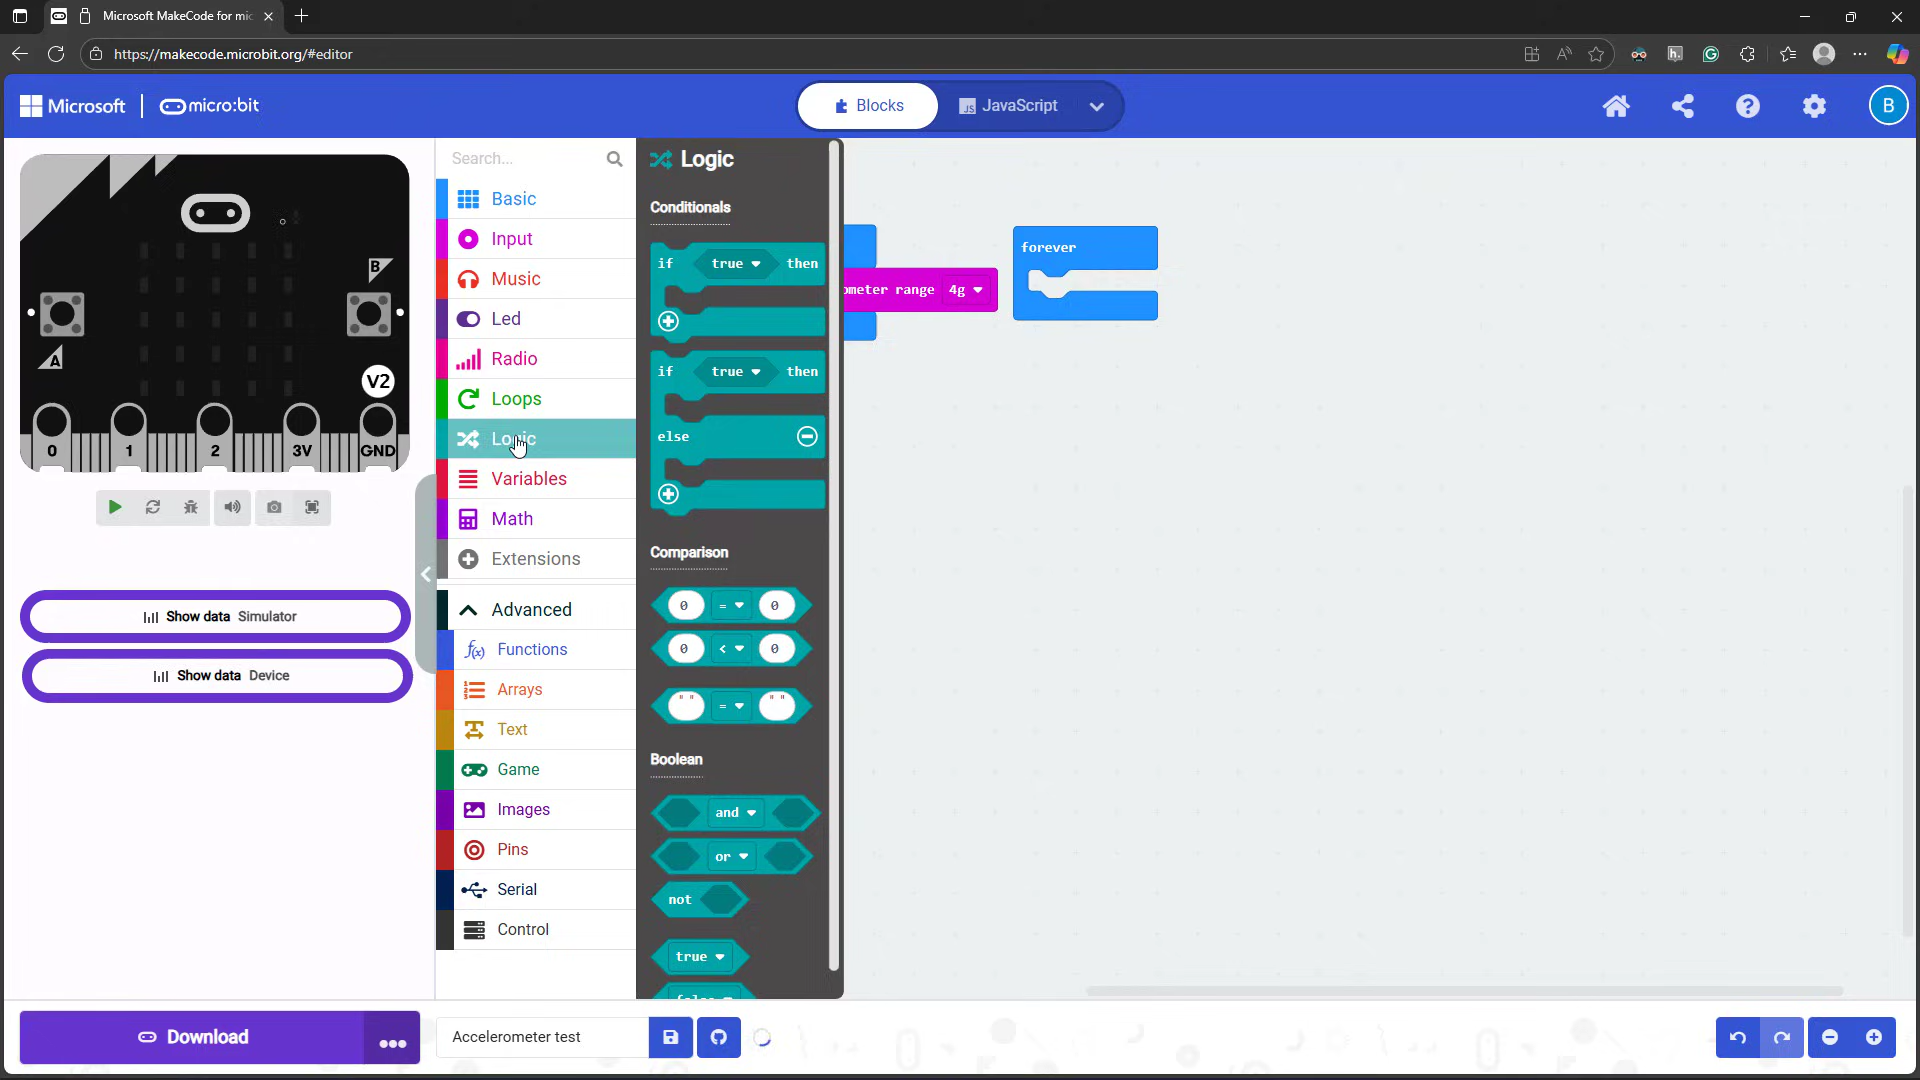 Microsoft MakeCode for mic
https://makecode.microbit.org/#editor
Microsoft
micro:bit
Blocks
JS
JavaScript
B
Search...
Logic
Basic
Input
Music
Led
Radio
Loops
Logic
Variables
Math
Extensions
Advanced
Functions
Arrays
Text
Game
Images
Pins
Serial
Control
Conditionals
if true then
if true then
else
Comparison
0 = 0
0 < 0
" " = " "
Boolean
and
or
not
true
ometer range 4g
forever
B
A
V2
0 1 2 3V GND
Show data Simulator
Show data Device
Download
Accelerometer test